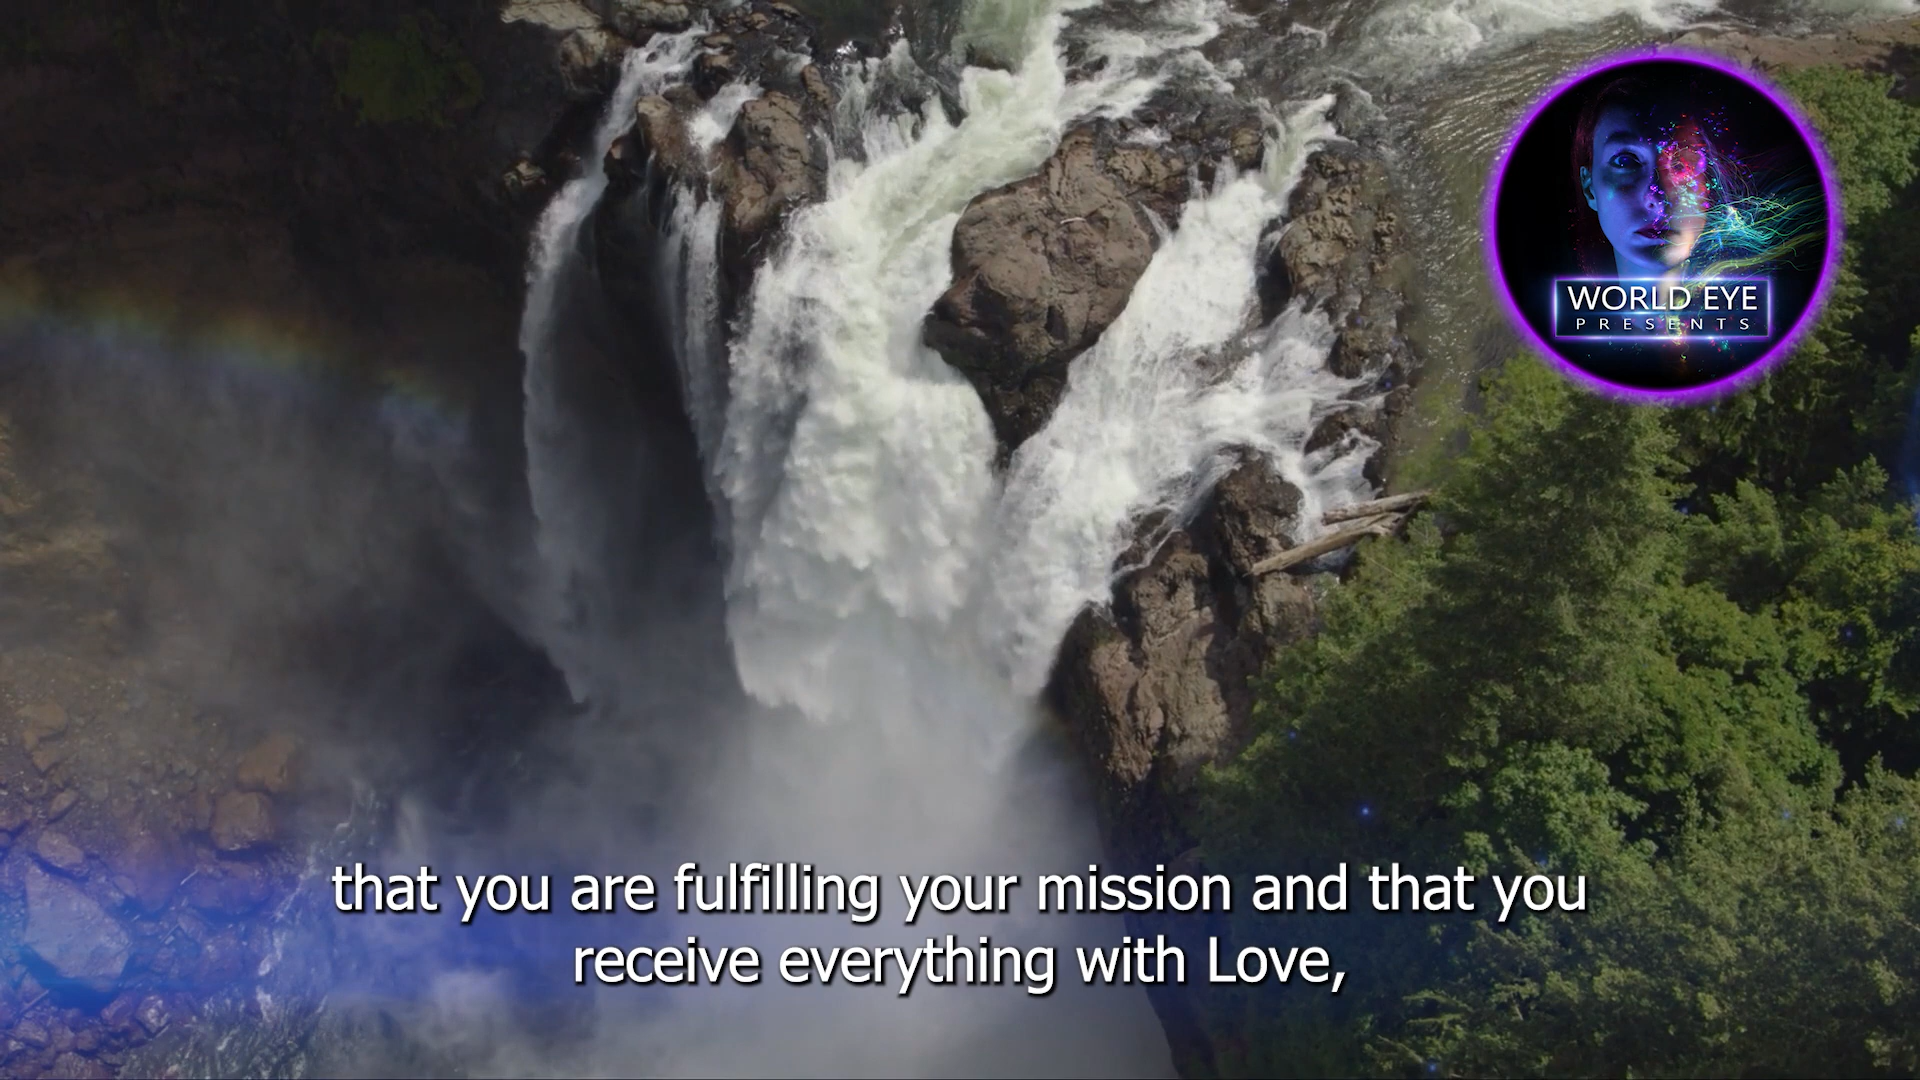 WORLD EYE
PRESENTS
that you are fulfilling your mission and that you
receive everything with Love,